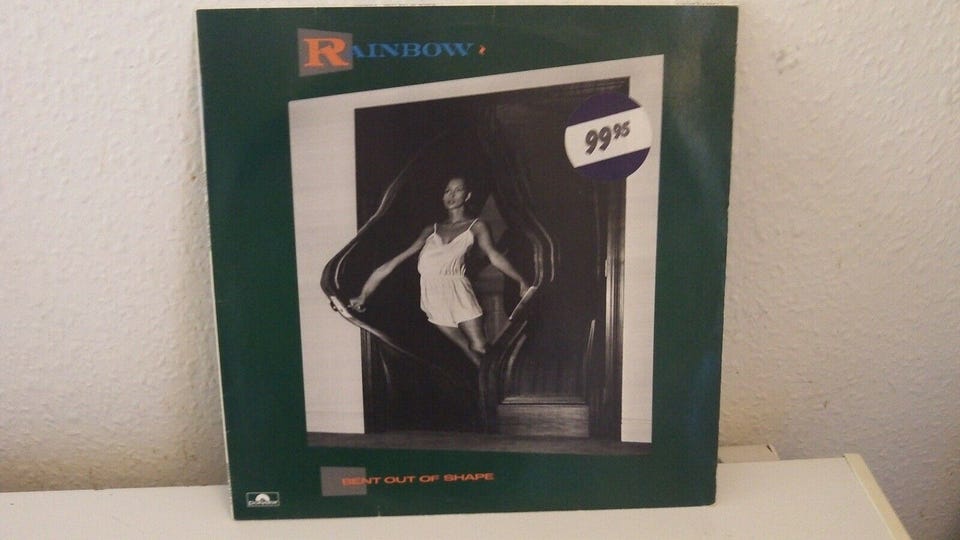 RAINBOW
99 95
BENT OUT OF SHAPE